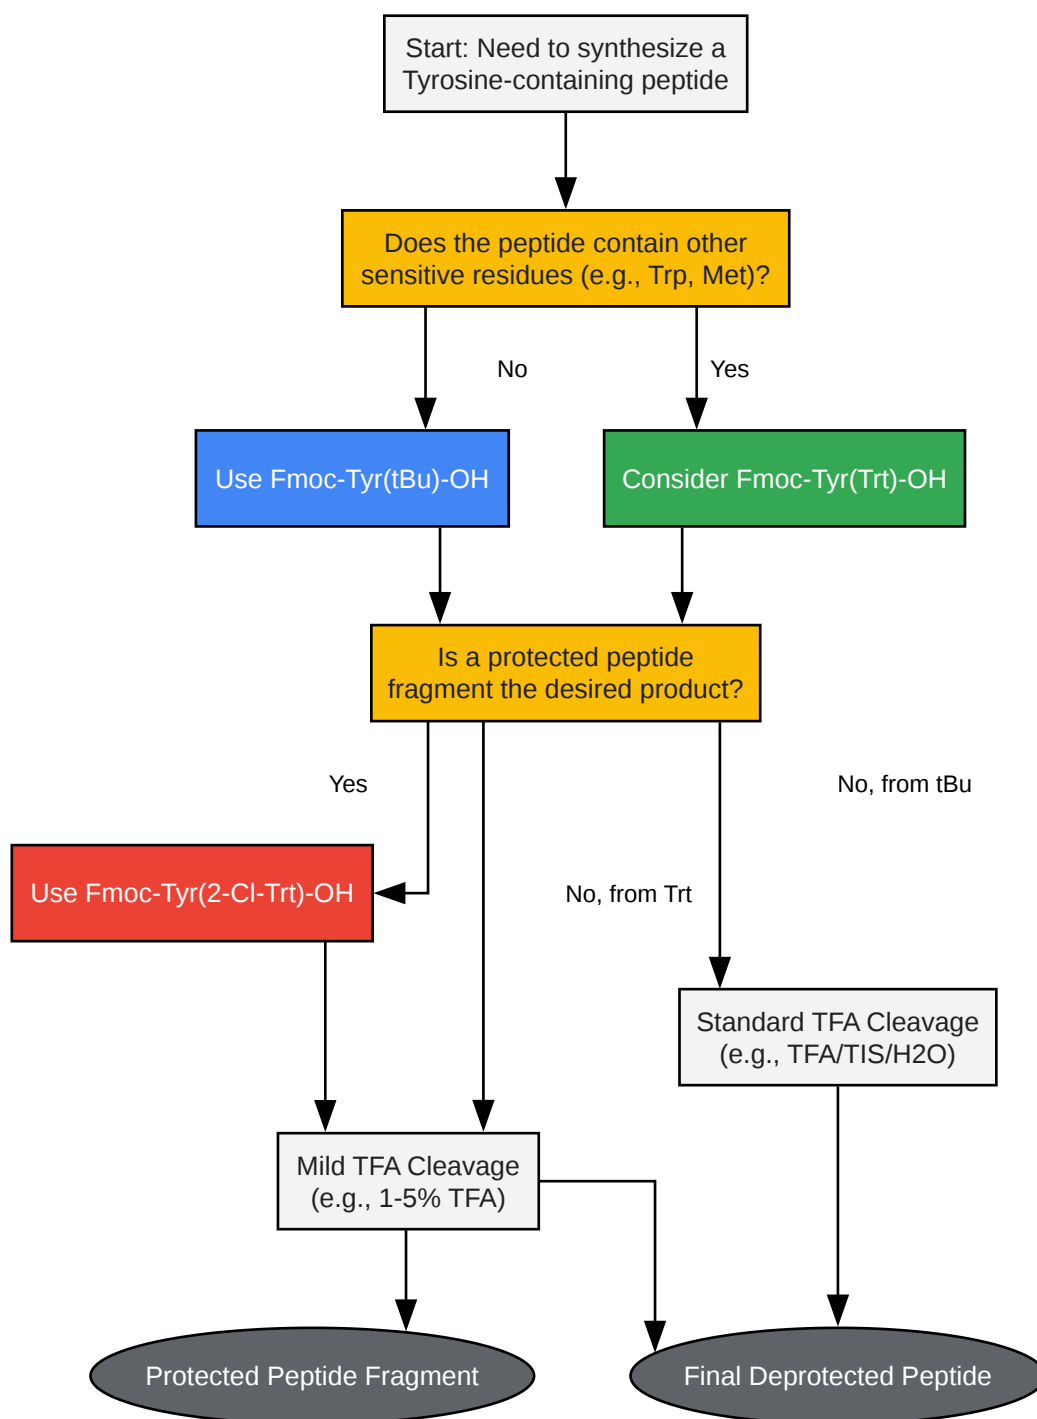 Start: Need to synthesize a
Tyrosine-containing peptide
Does the peptide contain other
sensitive residues (e.g., Trp, Met)?
No
Yes
Use Fmoc-Tyr(tBu)-OH
Consider Fmoc-Tyr(Trt)-OH
Is a protected peptide
fragment the desired product?
Yes
No, from tBu
Use Fmoc-Tyr(2-Cl-Trt)-OH
No, from Trt
Standard TFA Cleavage
(e.g., TFA/TIS/H2O)
Mild TFA Cleavage
(e.g., 1-5% TFA)
Protected Peptide Fragment
Final Deprotected Peptide